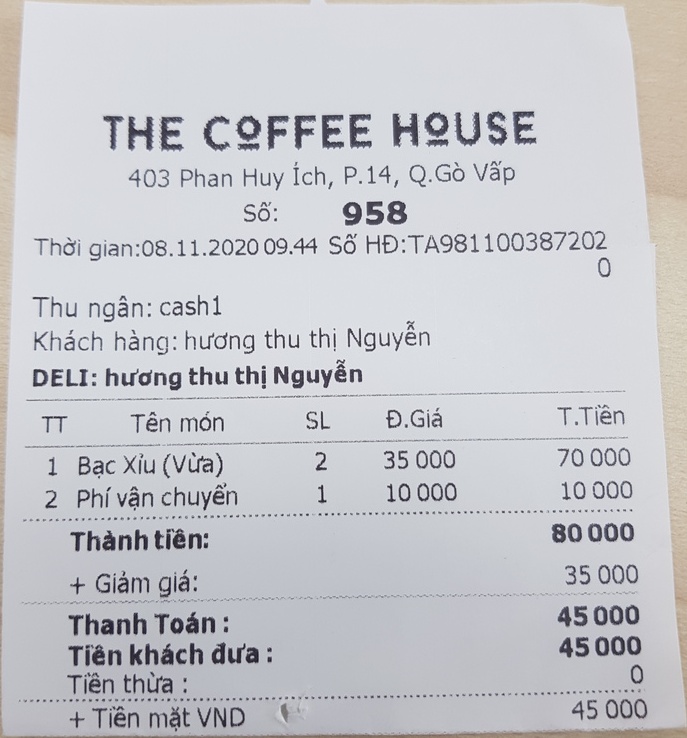 THE COFFEE HOUSE
403 Phan Huy Ích, P.14, Q.Gò Vấp
Số: 958
Thời gian:08.11.2020 09.44 Số HĐ:TA981100387202
0
Thu ngân: cash1
Khách hàng: hương thu thị Nguyễn
DELI: hương thu thị Nguyễn
TT Tên món SL Đ.Giá T.Tiền
1 Bạc Xỉu (Vừa) 2 35 000 70 000
2 Phí vận chuyển 1 10 000 10 000
Thành tiền: 80 000
+ Giảm giá: 35 000
Thanh Toán : 45 000
Tiền khách đưa : 45 000
Tiền thừa : 0
+ Tiền mặt VND 45 000